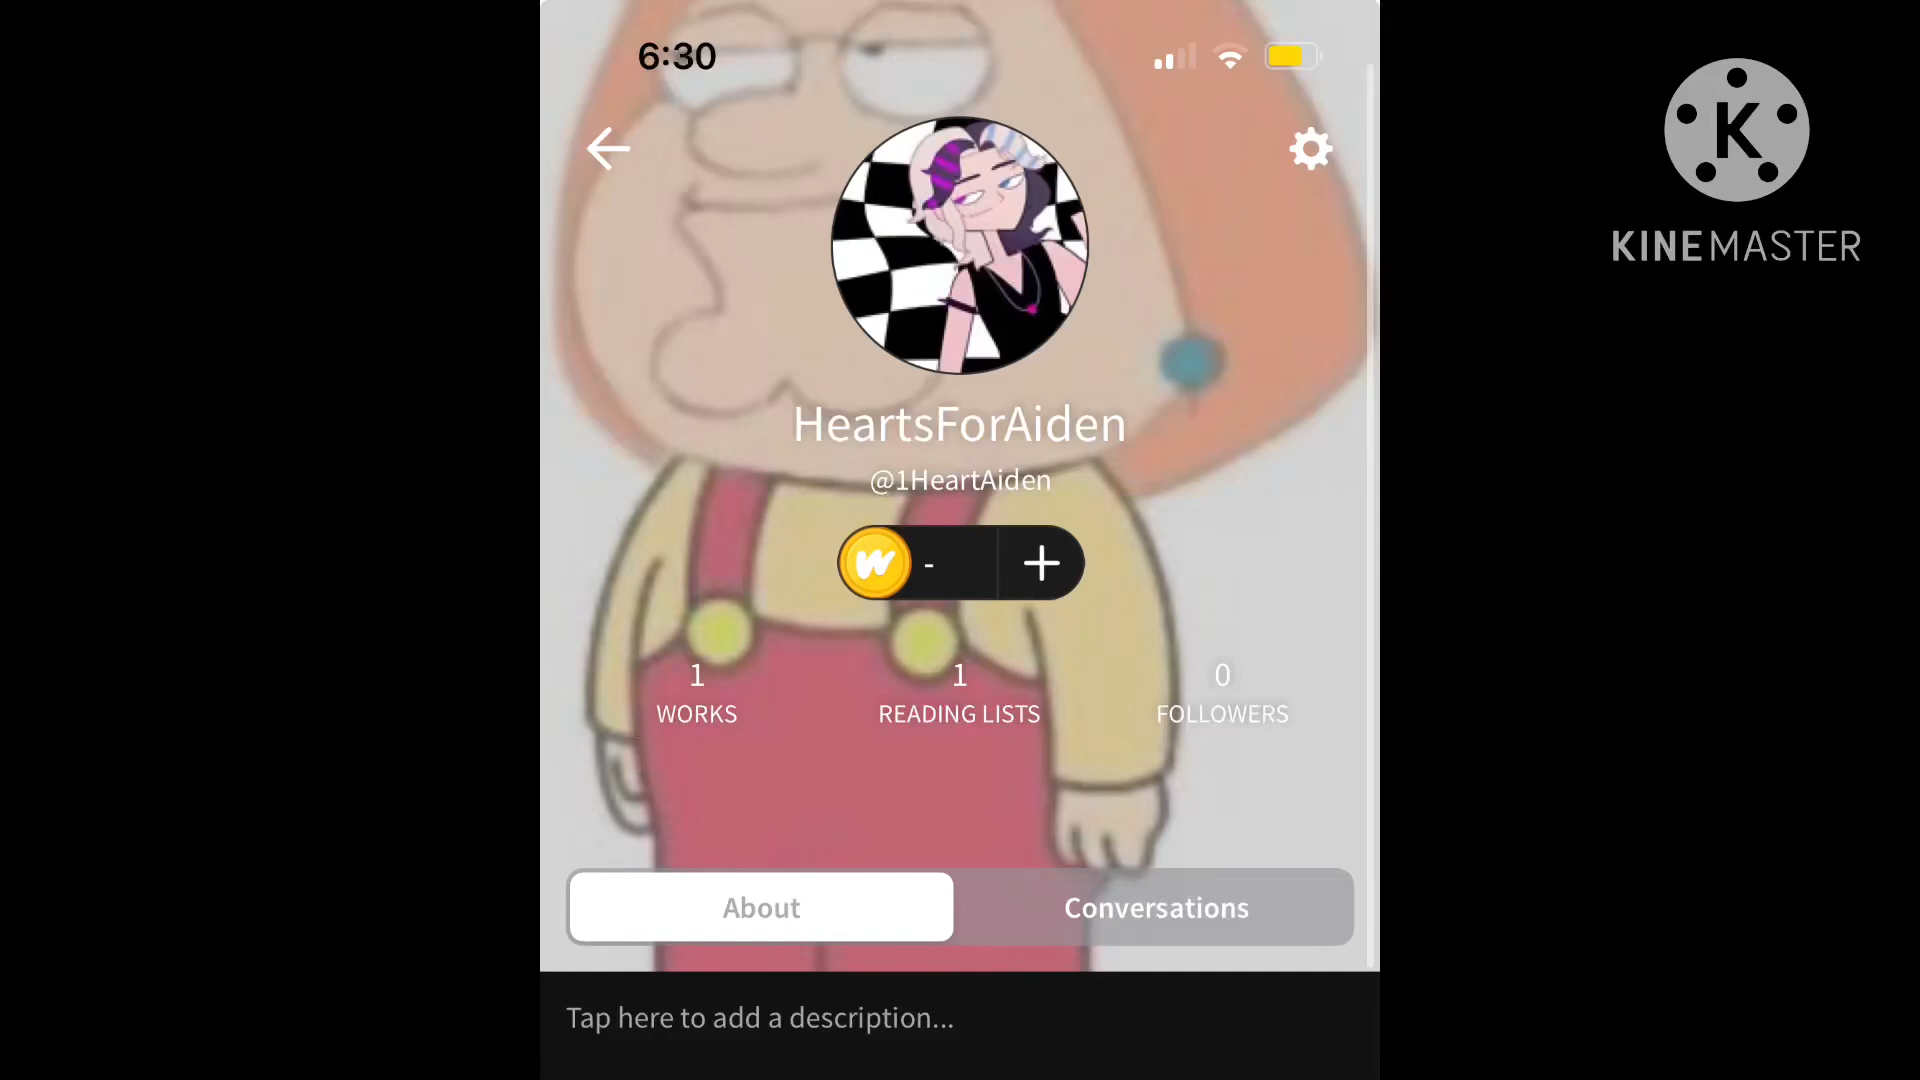 6:30
K
KINEMASTER
HeartsForAiden
@1HeartAiden
W -
1
WORKS
1
READING LISTS
0
FOLLOWERS
About
Conversations
Tap here to add a description...